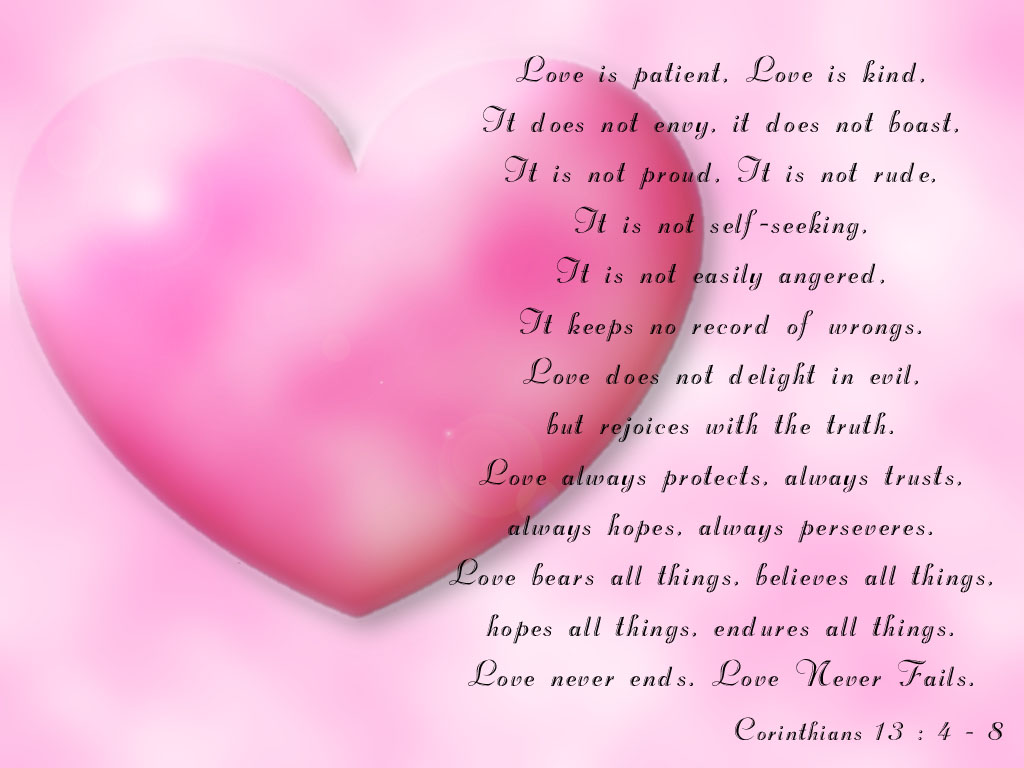 Love is patient, Love is kind,
It does not envy, it does not boast,
It is not proud, It is not rude,
It is not self-seeking,
It is not easily angered,
It keeps no record of wrongs.
Love does not delight in evil,
but rejoices with the truth.
Love always protects, always trusts,
always hopes, always perseveres.
Love bears all things, believes all things,
hopes all things, endures all things.
Love never ends. Love Never Fails.
Corinthians 13 : 4 - 8